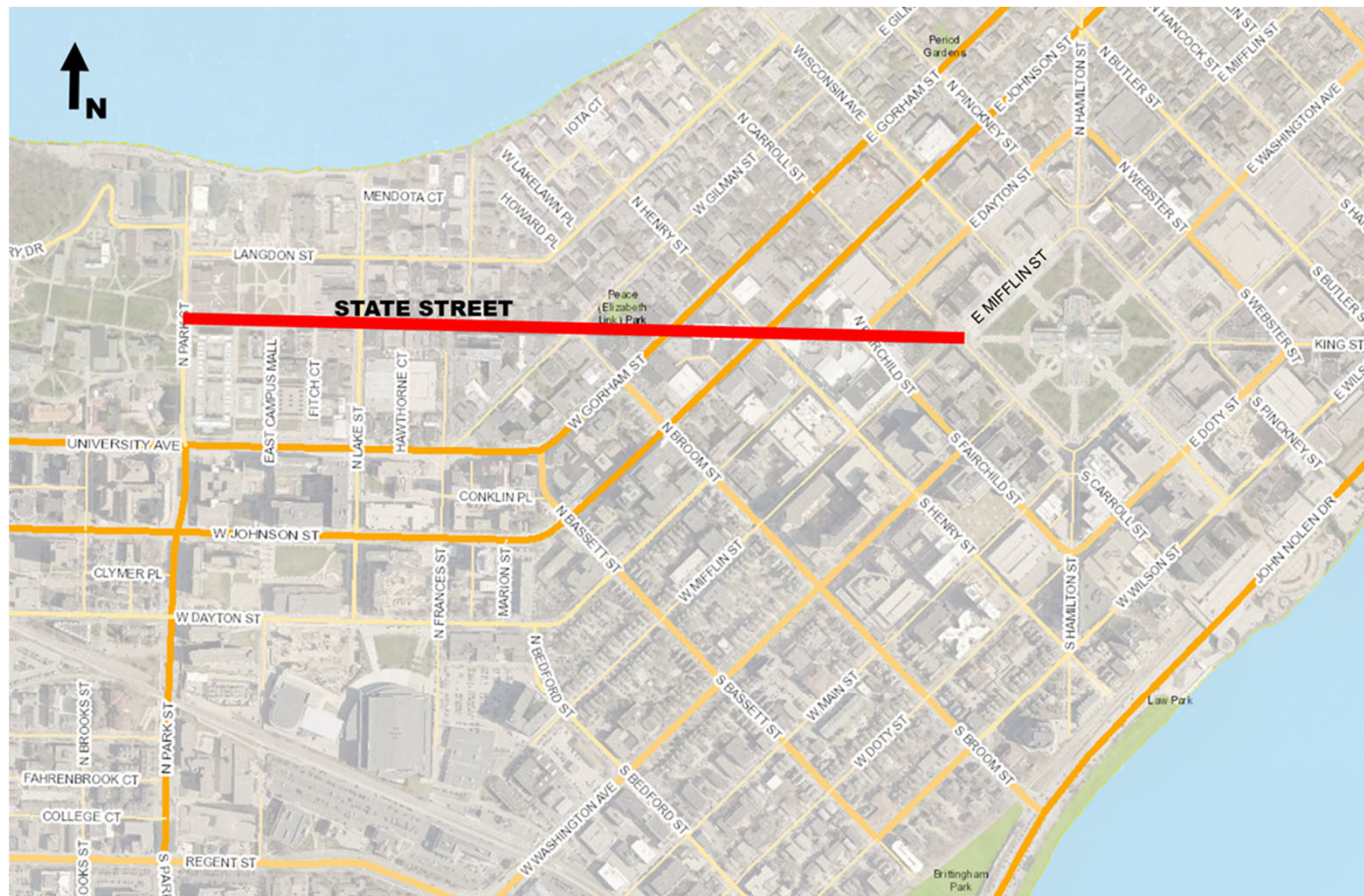 N
STATE STREET
Period
Gardens
E GORHAM ST
E JOHNSON ST
N PINCKNEY ST
WISCONSIN AVE
N HAMILTON ST
N BUTLER ST
N HANCOCK ST
E MIFFLIN ST
E WASHINGTON AVE
N CARROLL ST
IOTA CT
W LAKELAWN PL
HOWARD PL
W GILMAN ST
N HENRY ST
MENDOTA CT
LANGDON ST
E DAYTON ST
N WEBSTER ST
E MIFFLIN ST
S WEBSTER ST
KING ST
Peace
(Elizabeth
Link) Park
N PARK ST
EAST CAMPUS MALL
FITCH CT
N LAKE ST
HAWTHORNE CT
W GORHAM ST
N FAIRCHILD ST
UNIVERSITY AVE
CONKLIN PL
N BROOM ST
S FAIRCHILD ST
E DOTY ST
S PINCKNEY ST
S CARROLL ST
W JOHNSON ST
N BASSETT ST
S HENRY ST
JOHN NOLEN DR
CLYMER PL
N FRANCES ST
MARION ST
W MIFFLIN ST
W WILSON ST
S HAMILTON ST
W DAYTON ST
N BEDFORD ST
S BASSETT ST
W MAIN ST
W DOTY ST
S BROOM ST
Law Park
N BROOKS ST
N PARK ST
FAHRENBROOK CT
COLLEGE CT
S BEDFORD ST
W WASHINGTON AVE
REGENT ST
Brittingham
Park